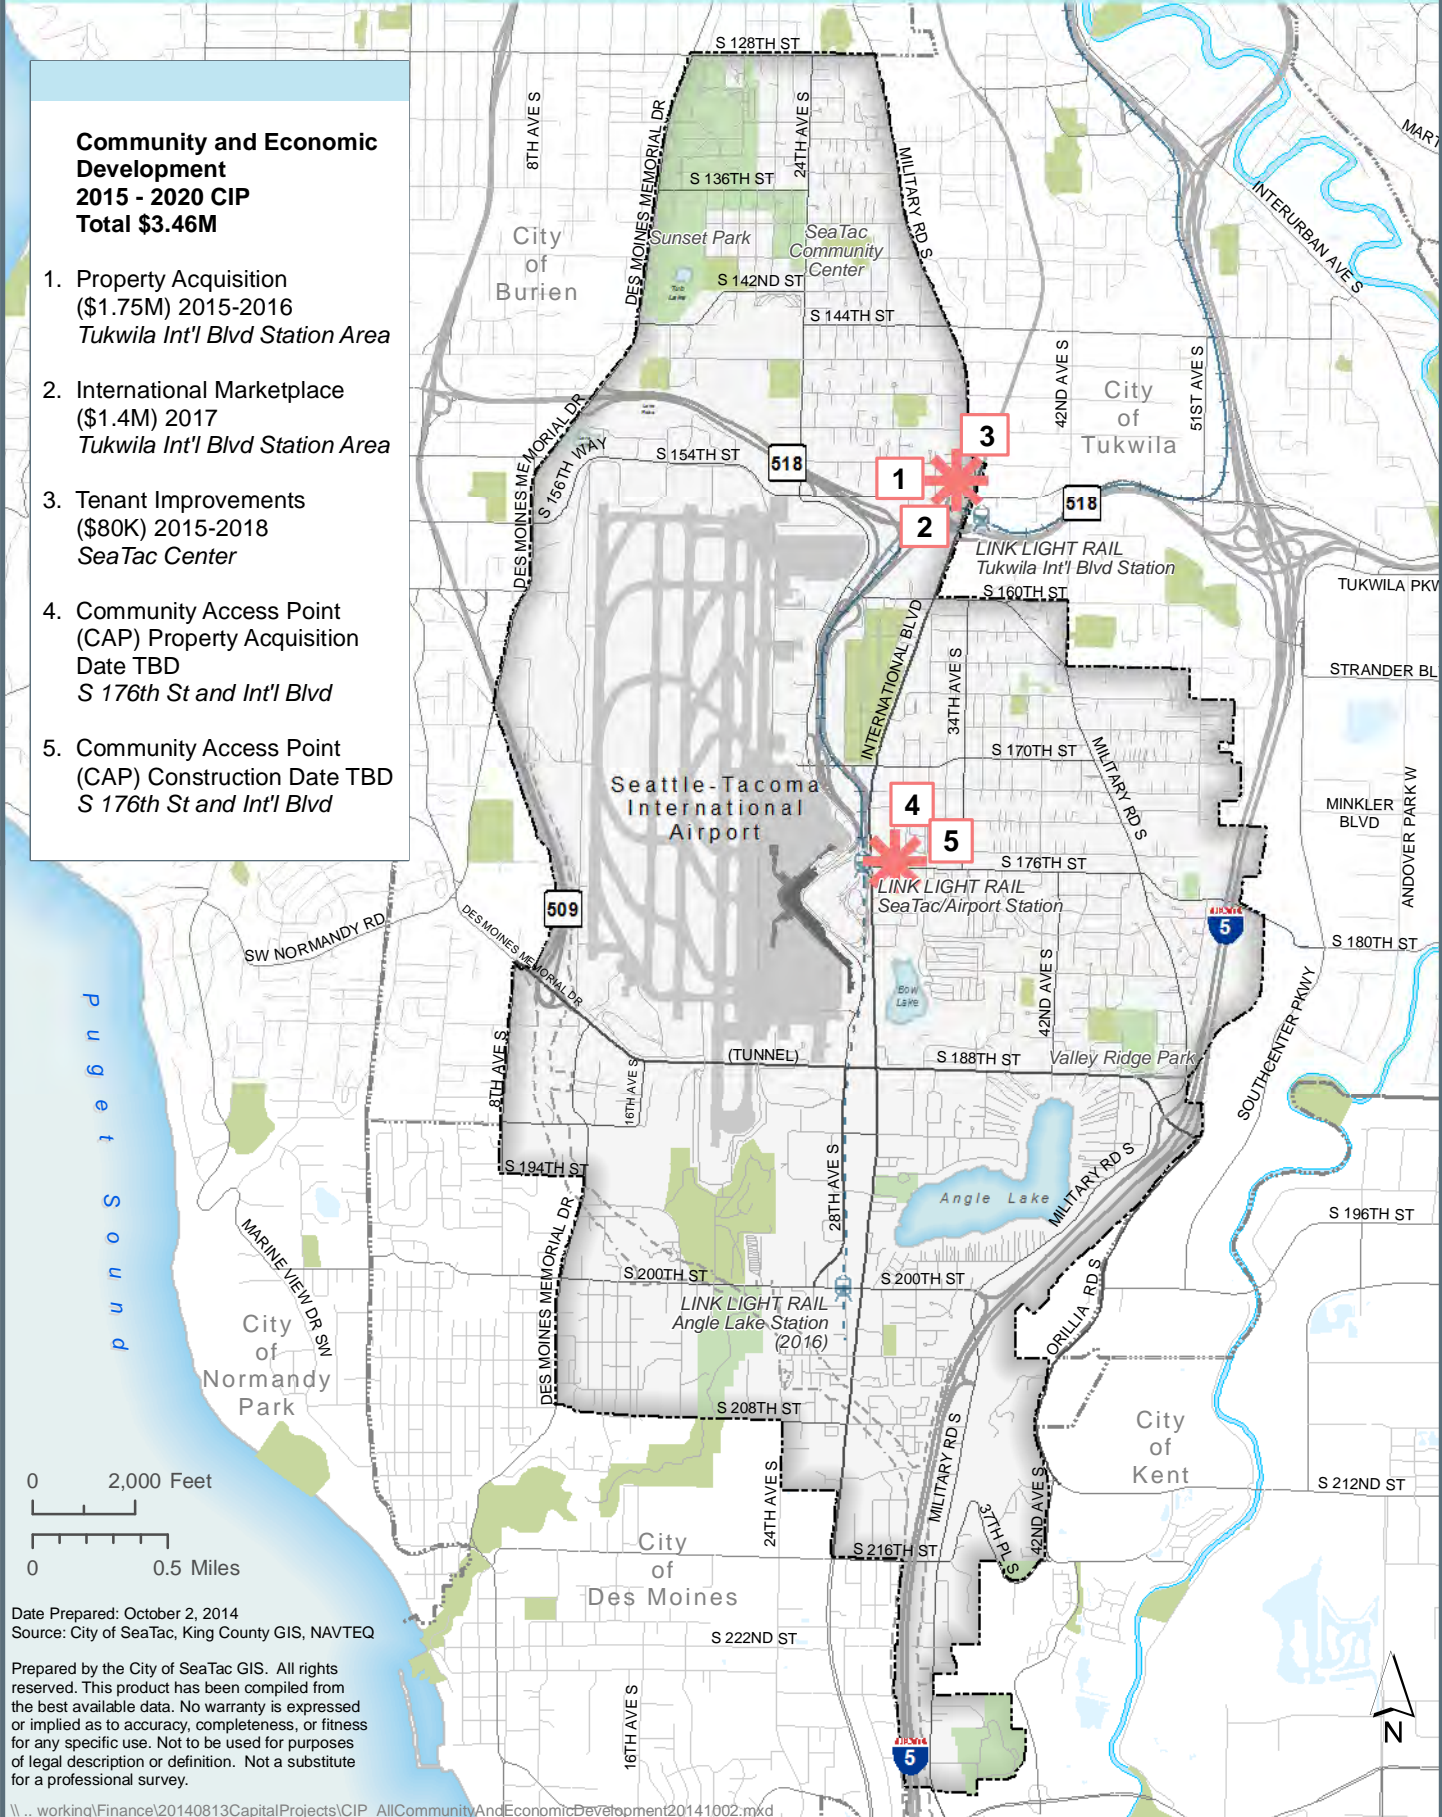 Community and Economic
Development
2015 - 2020 CIP
Total $3.46M
1. Property Acquisition
($1.75M) 2015-2016
Tukwila Int'l Blvd Station Area
2. International Marketplace
($1.4M) 2017
Tukwila Int'l Blvd Station Area
3. Tenant Improvements
($80K) 2015-2018
SeaTac Center
4. Community Access Point
(CAP) Property Acquisition
Date TBD
S 176th St and Int'l Blvd
5. Community Access Point
(CAP) Construction Date TBD
S 176th St and Int'l Blvd
S 128TH ST
8TH AVE S
DES MOINES MEMORIAL DR
24TH AVE S
MILITARY RD S
S 136TH ST
MART
INTERURBAN AVE S
City
of
Burien
Sunset Park
SeaTac
Community
Center
Tub
Lake
S 142ND ST
S 144TH ST
42ND AVE S
51ST AVE S
City
of
Tukwila
DES MOINES MEMORIAL DR
S 156TH WAY
S 154TH ST
518
1
2
3
518
LINK LIGHT RAIL
Tukwila Int'l Blvd Station
S 160TH ST
TUKWILA PKW
INTERNATIONAL BLVD
34TH AVE S
STRANDER BL
S 170TH ST
MILITARY RD S
Seattle-Tacoma
International
Airport
4
5
MINKLER
BLVD
ANDOVER PARK W
S 176TH ST
LINK LIGHT RAIL
SeaTac/Airport Station
509
DES MOINES MEMORIAL DR
SW NORMANDY RD
5
S 180TH ST
Bow
Lake
42ND AVE S
SOUTHCENTER PKWY
Puget Sound
8TH AVE S
16TH AVE S
(TUNNEL)
S 188TH ST
Valley Ridge Park
S 194TH ST
28TH AVE S
Angle Lake
MILITARY RD S
S 196TH ST
MARINE VIEW DR SW
DES MOINES MEMORIAL DR
S 200TH ST
S 200TH ST
LINK LIGHT RAIL
Angle Lake Station
(2016)
ORILLIA RD S
City
of
Normandy
Park
S 208TH ST
City
of
Kent
MILITARY RD S
24TH AVE S
37TH PL S
42ND AVE S
S 212ND ST
S 216TH ST
City
of
Des Moines
S 222ND ST
16TH AVE S
5
N
0 2,000 Feet
0 0.5 Miles
Date Prepared: October 2, 2014
Source: City of SeaTac, King County GIS, NAVTEQ
Prepared by the City of SeaTac GIS. All rights
reserved. This product has been compiled from
the best available data. No warranty is expressed
or implied as to accuracy, completeness, or fitness
for any specific use. Not to be used for purposes
of legal description or definition. Not a substitute
for a professional survey.
\\ .. working\Finance\20140813CapitalProjects\CIP_AllCommunityAndEconomicDevelopment20141002.mxd